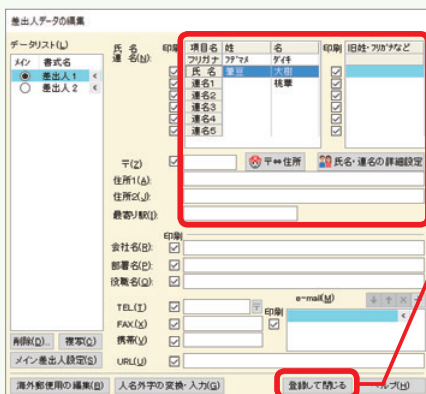 差出人データの編集
データリスト(L)
メイン 書式名
差出人1 <
差出人2 <
氏 名
連 名(N):
印刷 項目名 姓 名 印刷 旧姓・フリガナなど
フリガナ フデマメ ダイキ
氏 名 筆豆 大樹
連名1 桃華
連名2
連名3
連名4
連名5
〒(Z) 〒⇔住所 氏名・連名の詳細設定
住所1(A):
住所2(J):
最寄り駅(I):
印刷
会社名(R):
部署名(P):
役職名(O):
e-mail(M)
TEL(T) 印刷
FAX(X) <
携帯(V)
URL(U)
削除(D)... 複写(C)
メイン差出人設定(S)
海外郵便用の編集(B) 人名外字の変換・入力(G) 登録して閉じる ヘルプ(H)